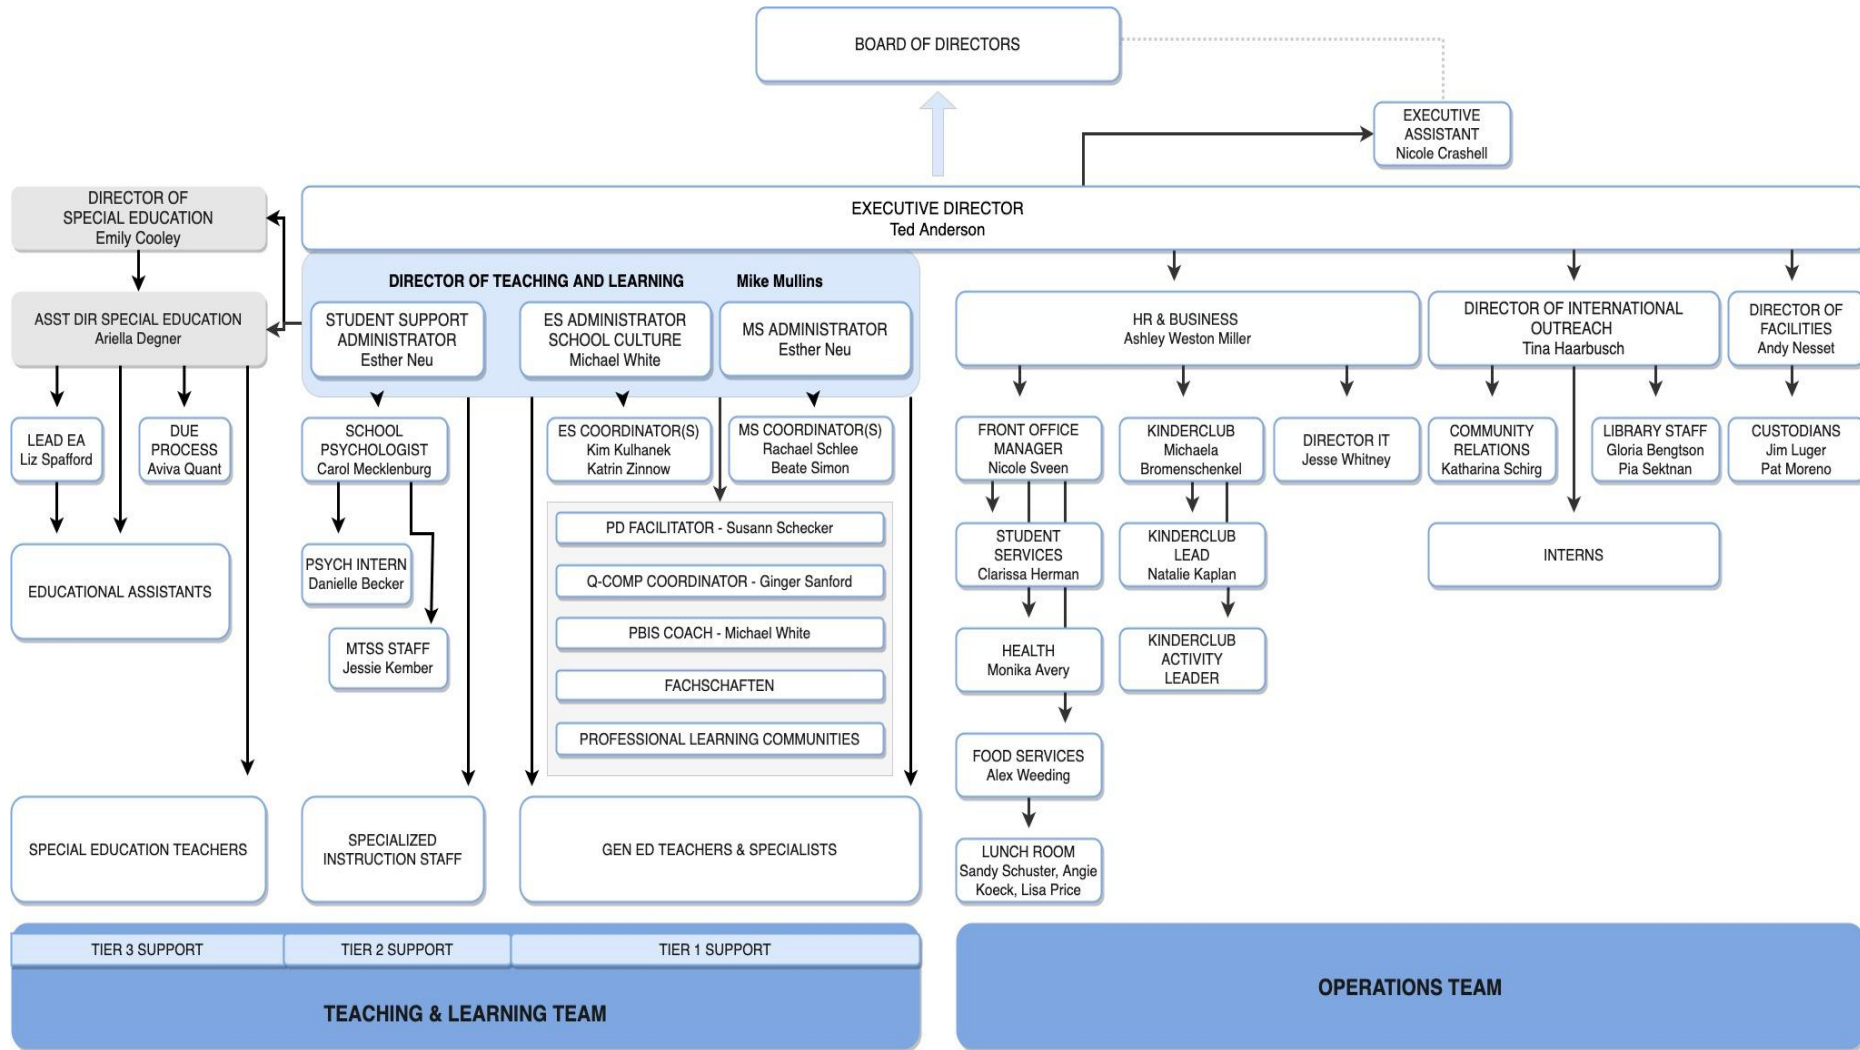 BOARD OF DIRECTORS
EXECUTIVE
ASSISTANT
Nicole Crashell
DIRECTOR OF
SPECIAL EDUCATION
Emily Cooley
EXECUTIVE DIRECTOR
Ted Anderson
DIRECTOR OF TEACHING AND LEARNING Mike Mullins
ASST DIR SPECIAL EDUCATION
Ariella Degner
STUDENT SUPPORT
ADMINISTRATOR
Esther Neu
ES ADMINISTRATOR
SCHOOL CULTURE
Michael White
MS ADMINISTRATOR
Esther Neu
HR & BUSINESS
Ashley Weston Miller
DIRECTOR OF INTERNATIONAL
OUTREACH
Tina Haarbusch
DIRECTOR OF
FACILITIES
Andy Nesset
LEAD EA
Liz Spafford
DUE
PROCESS
Aviva Quant
SCHOOL
PSYCHOLOGIST
Carol Mecklenburg
ES COORDINATOR(S)
Kim Kulhanek
Katrin Zinnow
MS COORDINATOR(S)
Rachael Schlee
Beate Simon
FRONT OFFICE
MANAGER
Nicole Sveen
KINDERCLUB
Michaela
Bromenschenkel
DIRECTOR IT
Jesse Whitney
COMMUNITY
RELATIONS
Katharina Schirg
LIBRARY STAFF
Gloria Bengtson
Pia Sektnan
CUSTODIANS
Jim Luger
Pat Moreno
EDUCATIONAL ASSISTANTS
PSYCH INTERN
Danielle Becker
MTSS STAFF
Jessie Kember
PD FACILITATOR - Susann Schecker
Q-COMP COORDINATOR - Ginger Sanford
PBIS COACH - Michael White
FACHSCHAFTEN
PROFESSIONAL LEARNING COMMUNITIES
STUDENT
SERVICES
Clarissa Herman
KINDERCLUB
LEAD
Natalie Kaplan
INTERNS
HEALTH
Monika Avery
KINDERCLUB
ACTIVITY
LEADER
FOOD SERVICES
Alex Weeding
LUNCH ROOM
Sandy Schuster, Angie
Koeck, Lisa Price
SPECIAL EDUCATION TEACHERS
SPECIALIZED
INSTRUCTION STAFF
GEN ED TEACHERS & SPECIALISTS
TIER 3 SUPPORT
TIER 2 SUPPORT
TIER 1 SUPPORT
TEACHING & LEARNING TEAM
OPERATIONS TEAM